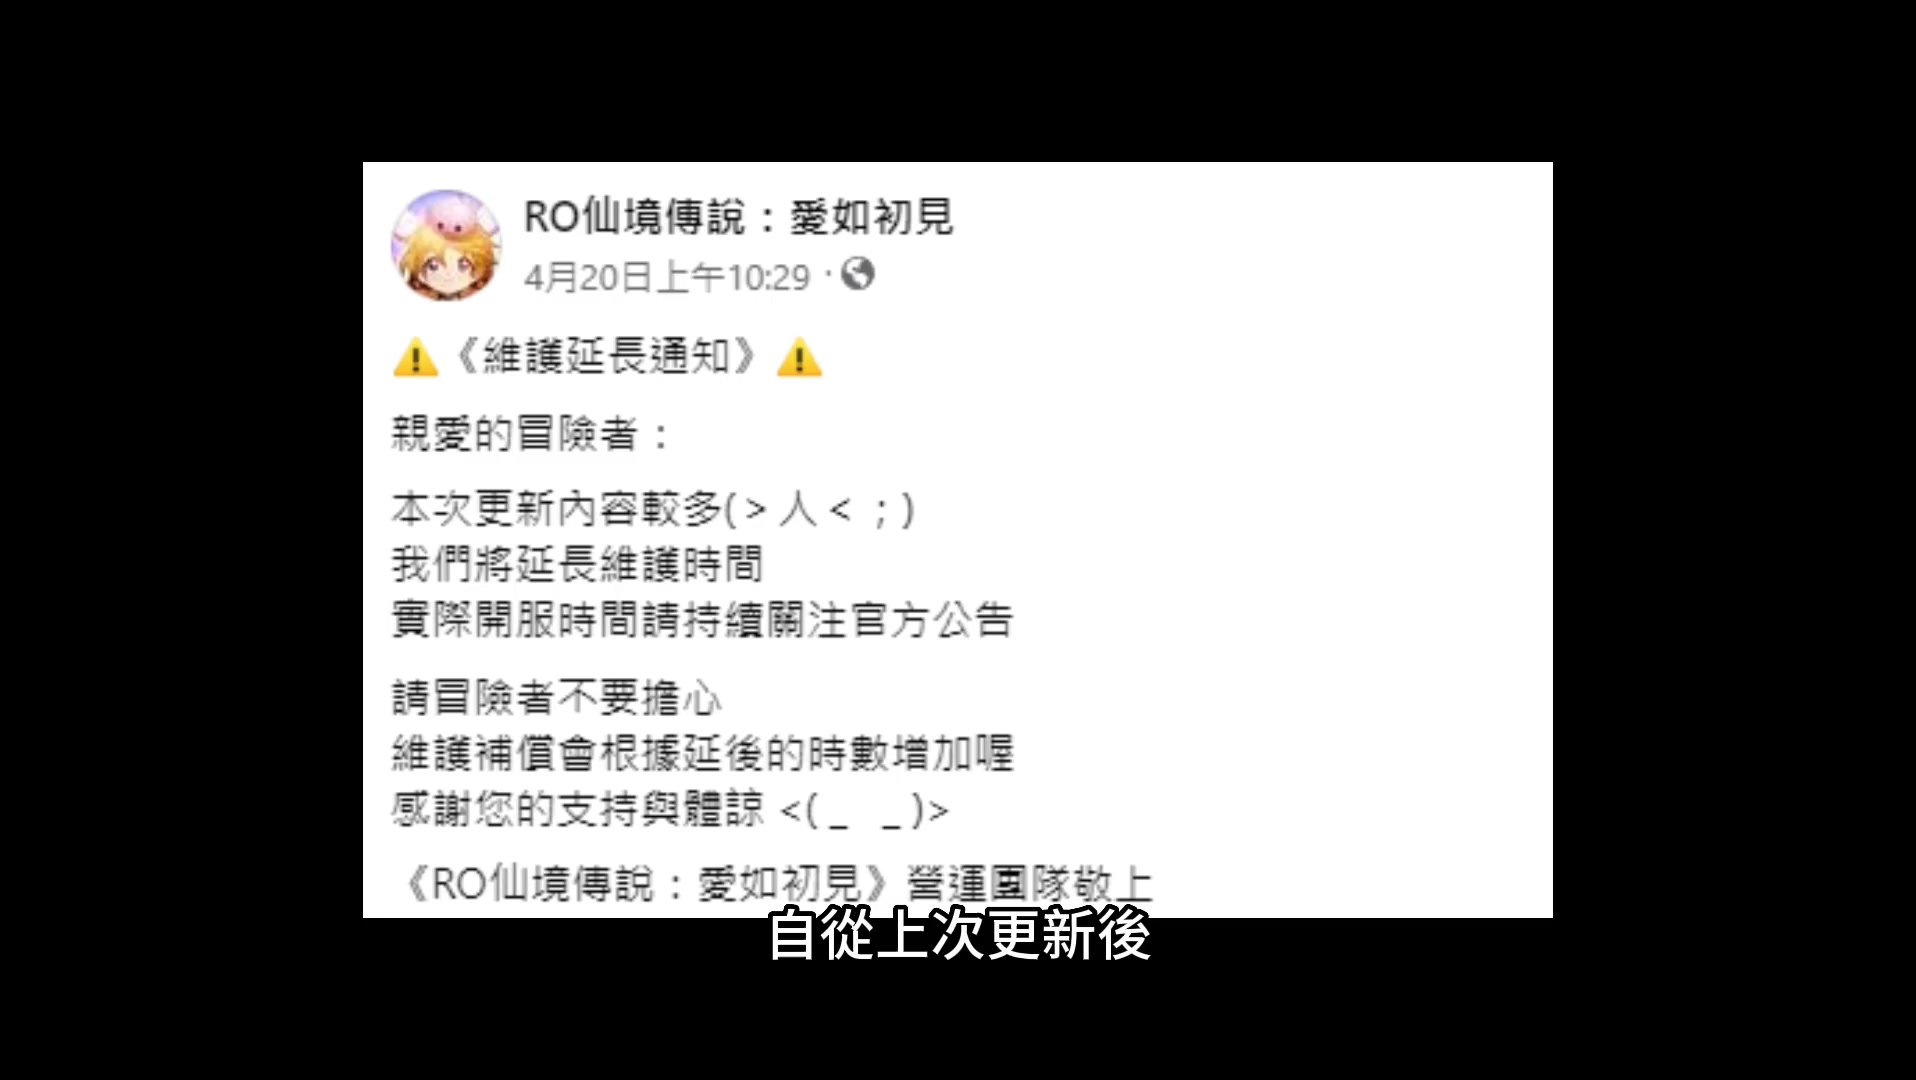 RO仙境傳說：愛如初見
4月20日上午10:29 ·
⚠️《維護延長通知》⚠️
親愛的冒險者：
本次更新內容較多(>人<；)
我們將延長維護時間
實際開服時間請持續關注官方公告
請冒險者不要擔心
維護補償會根據延後的時數增加喔
感謝您的支持與體諒 <(_ _)>
《RO仙境傳說：愛如初見》營運團隊敬上
自從上次更新後